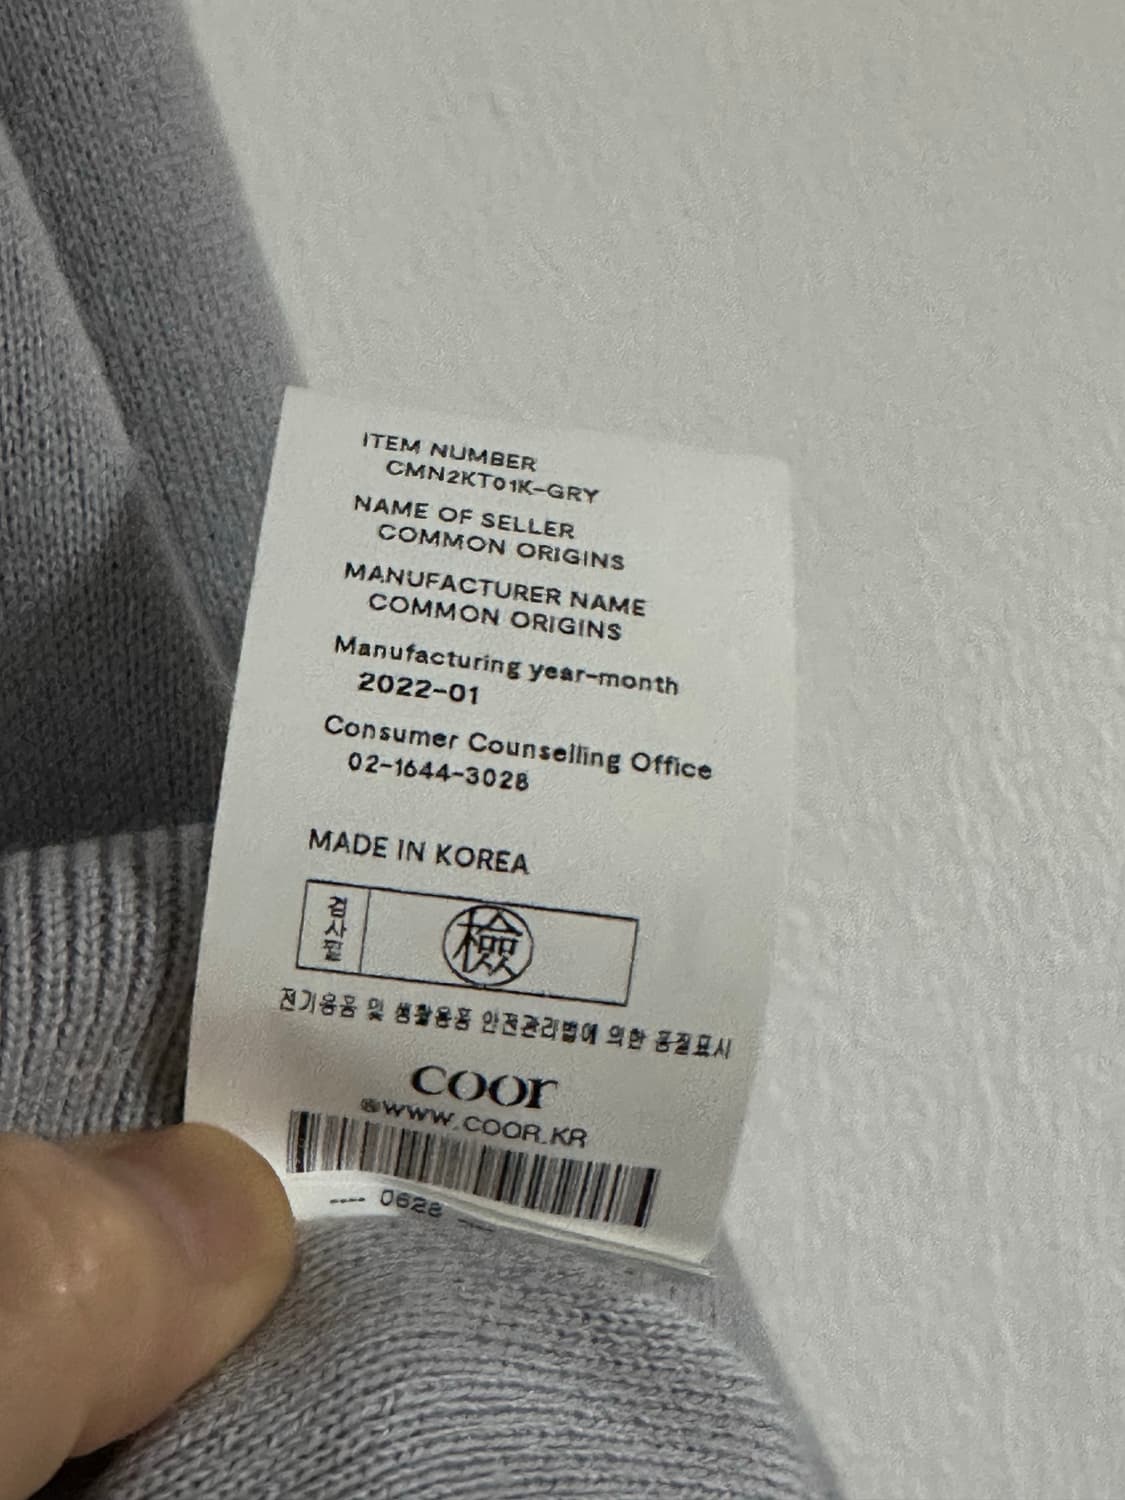 ITEM NUMBER
CMN2KT01K-GRY
NAME OF SELLER
COMMON ORIGINS
MANUFACTURER NAME
COMMON ORIGINS
Manufacturing year-month
2022-01
Consumer Counselling Office
02-1644-3028
MADE IN KOREA
검사필
檢
전기용품 및 생활용품 안전관리법에 의한 품질표시
coor
@WWW.COOR.KR
---- 0628 ----